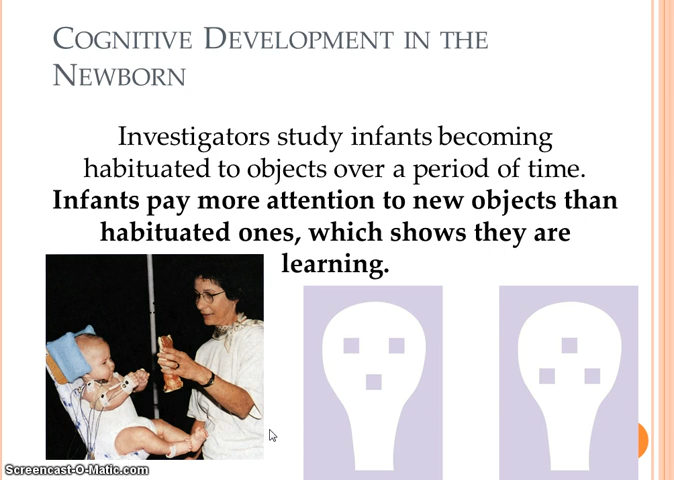 COGNITIVE DEVELOPMENT IN THE
NEWBORN
Investigators study infants becoming
habituated to objects over a period of time.
Infants pay more attention to new objects than
habituated ones, which shows they are
learning.
Screencast-O-Matic.com